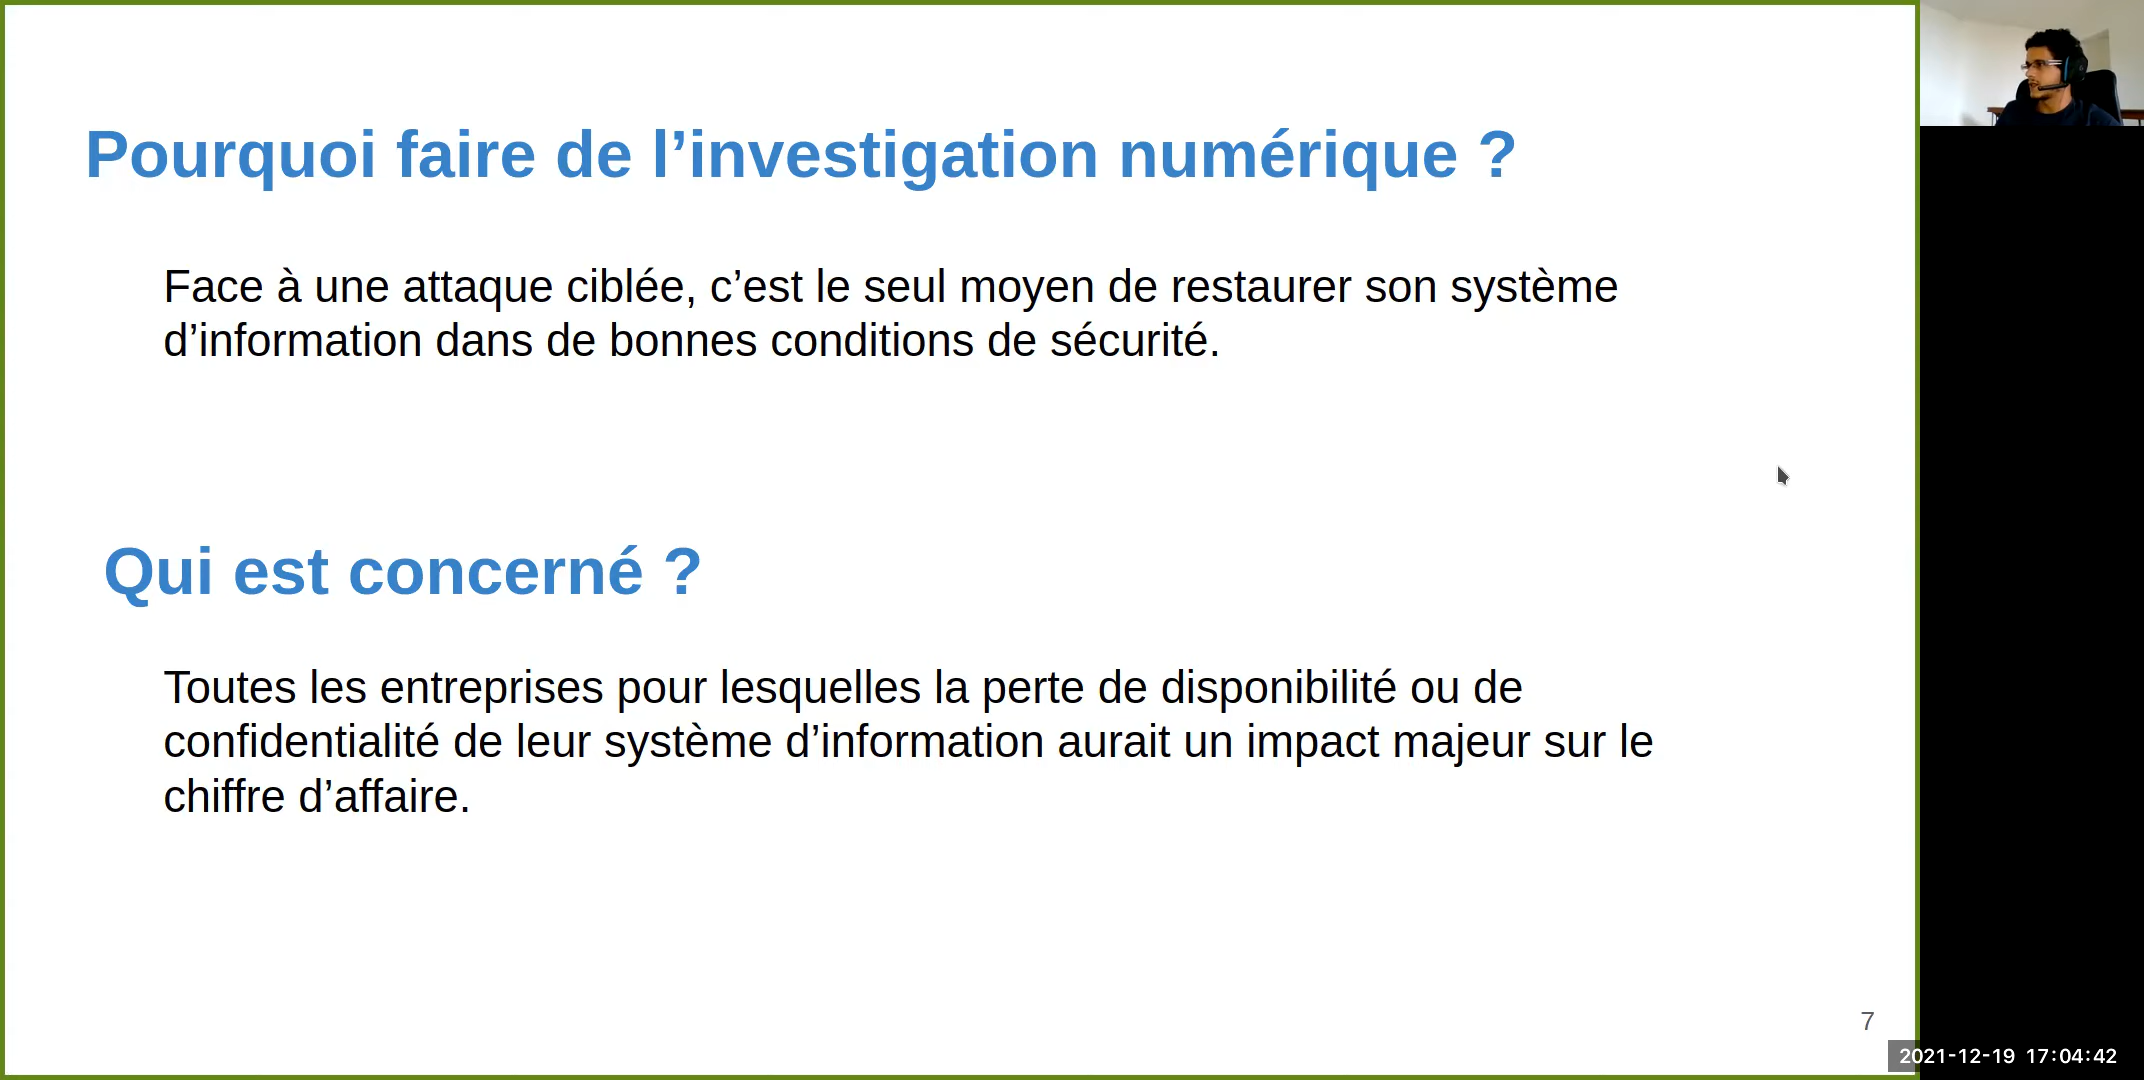 Pourquoi faire de l’investigation numérique ?
Face à une attaque ciblée, c’est le seul moyen de restaurer son système
d’information dans de bonnes conditions de sécurité.
Qui est concerné ?
Toutes les entreprises pour lesquelles la perte de disponibilité ou de
confidentialité de leur système d’information aurait un impact majeur sur le
chiffre d’affaire.
7
2021-12-19 17:04:42